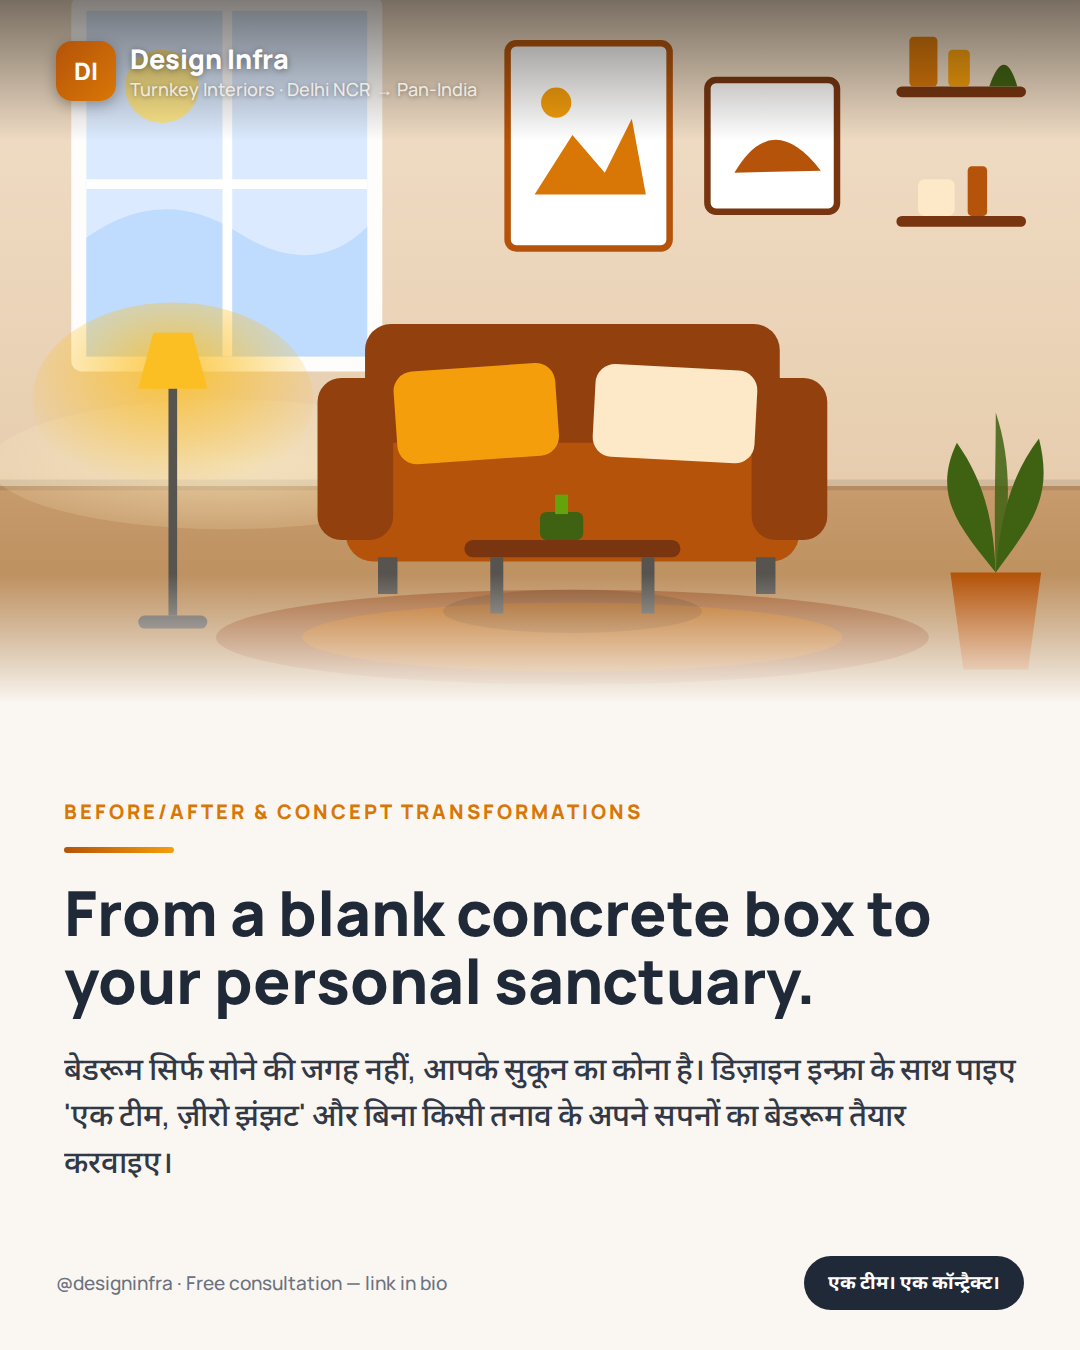 DI
Design Infra
Turnkey Interiors · Delhi NCR → Pan-India
BEFORE/AFTER & CONCEPT TRANSFORMATIONS
From a blank concrete box to
your personal sanctuary.
बेडरूम सिर्फ सोने की जगह नहीं, आपके सुकून का कोना है। डिज़ाइन इन्फ्रा के साथ पाइए
'एक टीम, ज़ीरो झंझट' और बिना किसी तनाव के अपने सपनों का बेडरूम तैयार
करवाइए।
@designinfra · Free consultation — link in bio
एक टीम। एक कॉन्ट्रैक्ट।